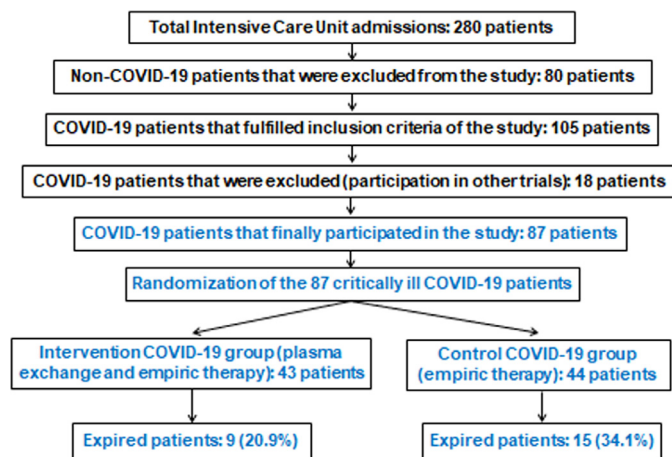 Total Intensive Care Unit admissions: 280 patients
Non-COVID-19 patients that were excluded from the study: 80 patients
COVID-19 patients that fulfilled inclusion criteria of the study: 105 patients
COVID-19 patients that were excluded (participation in other trials): 18 patients
COVID-19 patients that finally participated in the study: 87 patients
Randomization of the 87 critically ill COVID-19 patients
Intervention COVID-19 group (plasma
exchange and empiric therapy): 43 patients
Control COVID-19 group
(empiric therapy): 44 patients
Expired patients: 9 (20.9%)
Expired patients: 15 (34.1%)